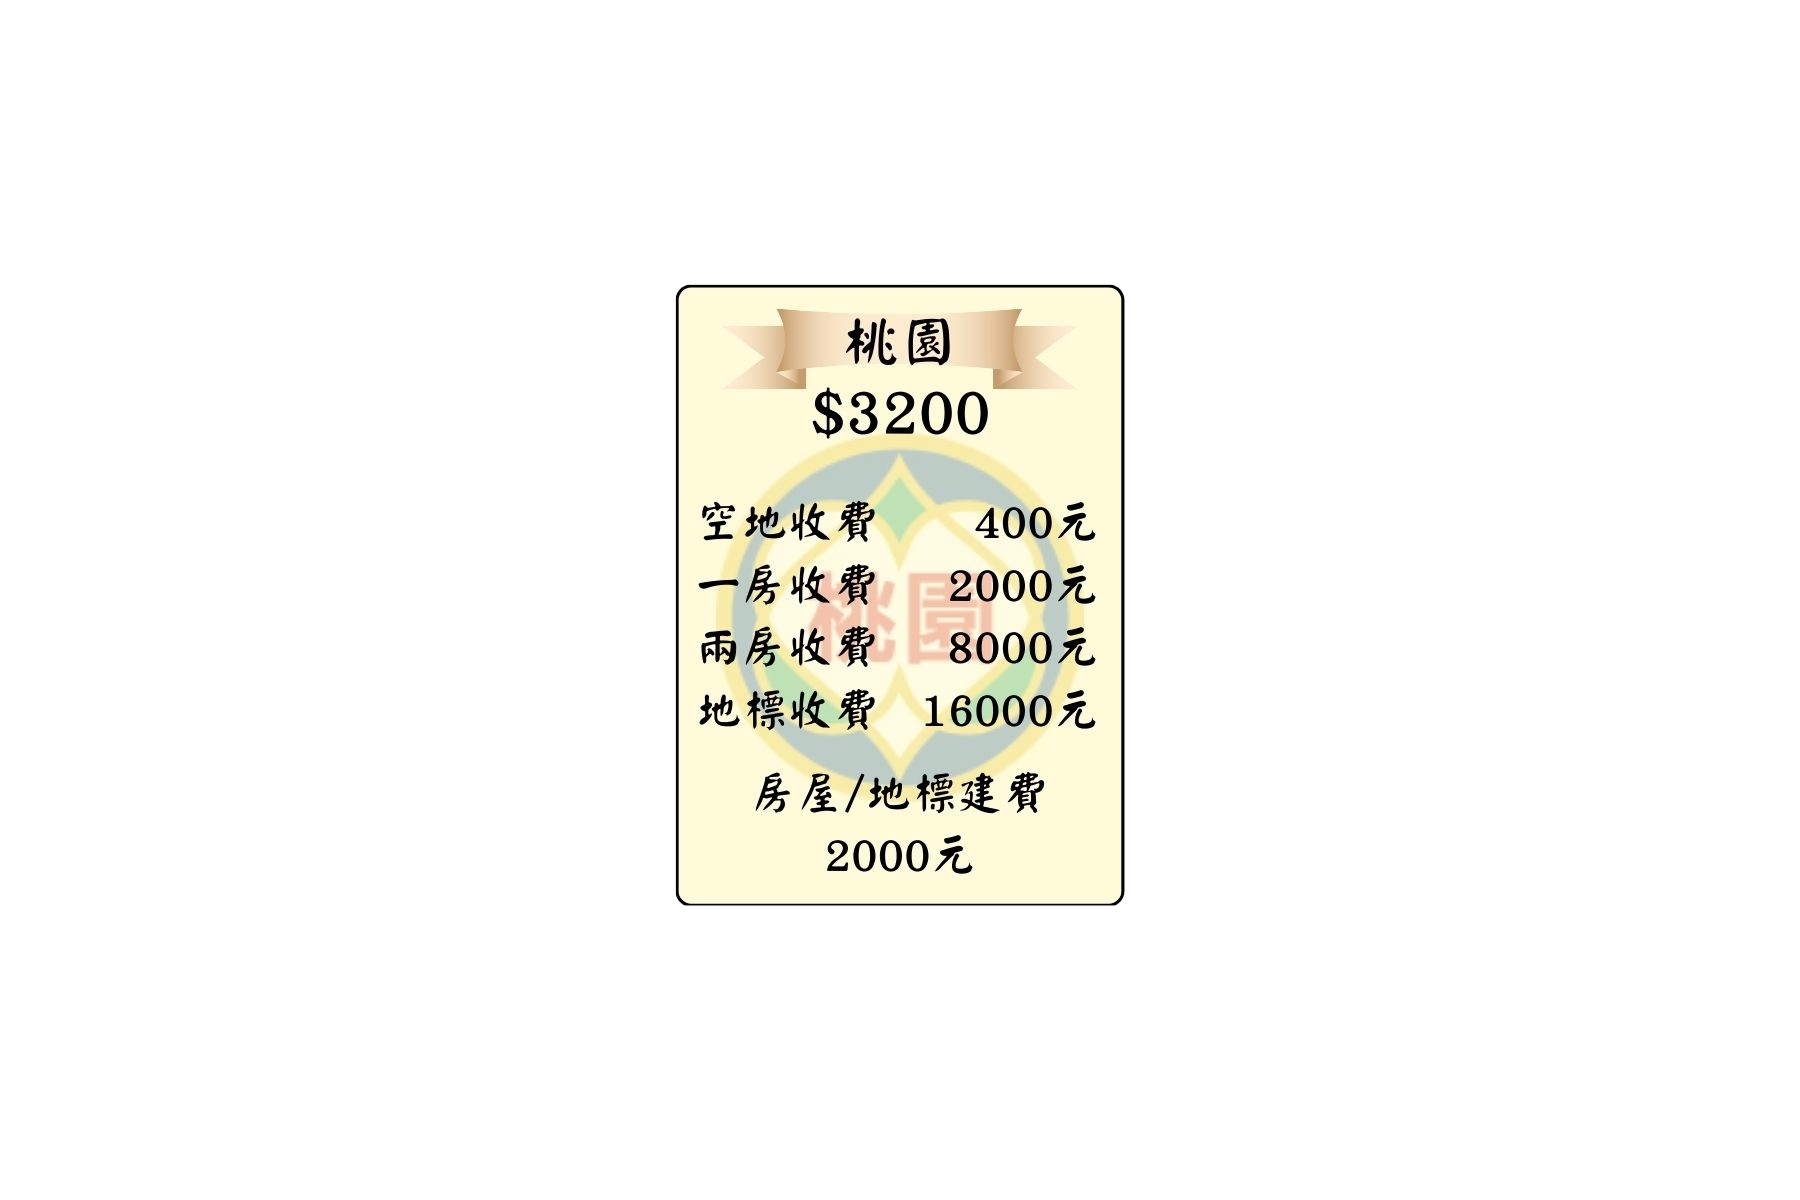 桃園
$3200
空地收費 400元
一房收費 2000元
桃園
兩房收費 8000元
地標收費 16000元
房屋/地標建費
2000元